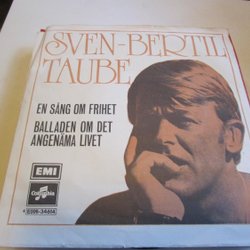 SVEN-BERTIL
TAUBE
EN SÅNG OM FRIHET
BALLADEN OM DET
ANGENÄMA LIVET
EMI
Columbia